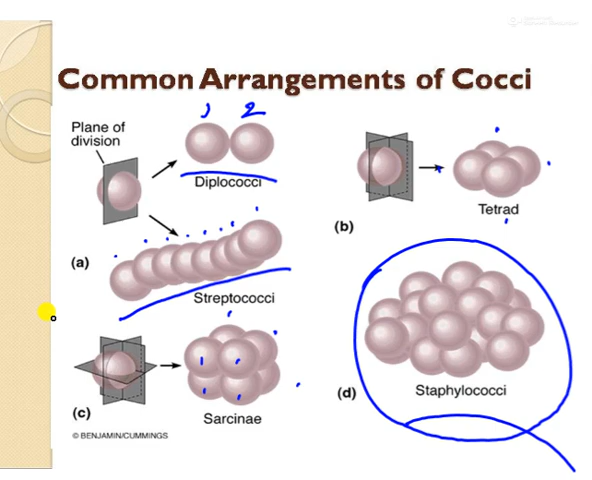 Common Arrangements of Cocci
Plane of
division
1 2
Diplococci
Tetrad
(b)
(a)
Streptococci
(c)
Sarcinae
(d)
Staphylococci
© BENJAMIN/CUMMINGS